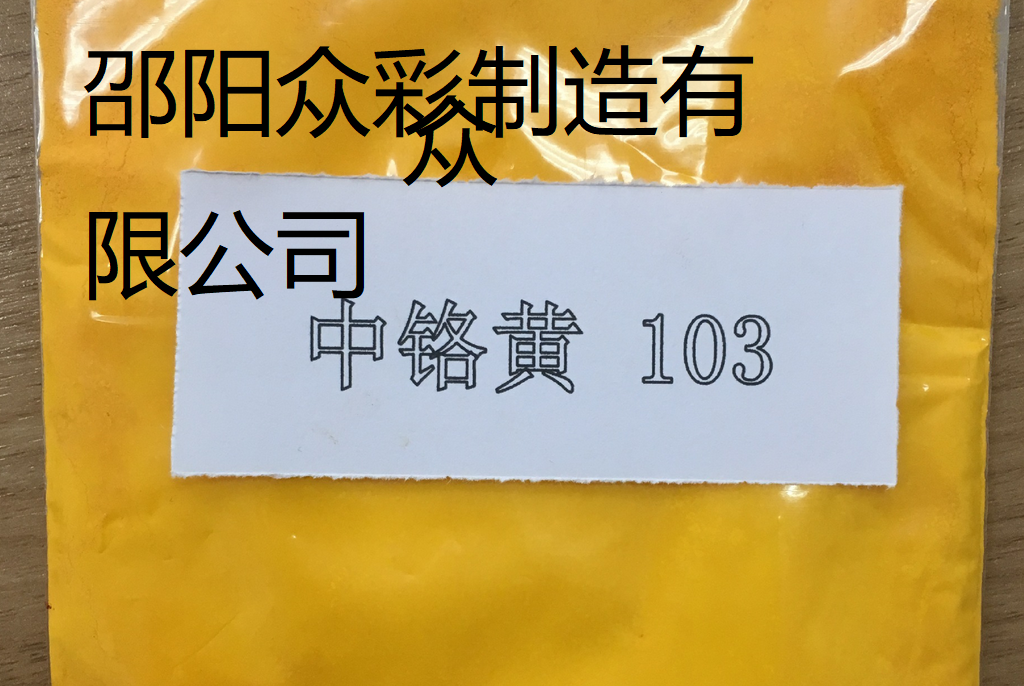 邵阳众彩制造有
众
限公司
中铬黄 103